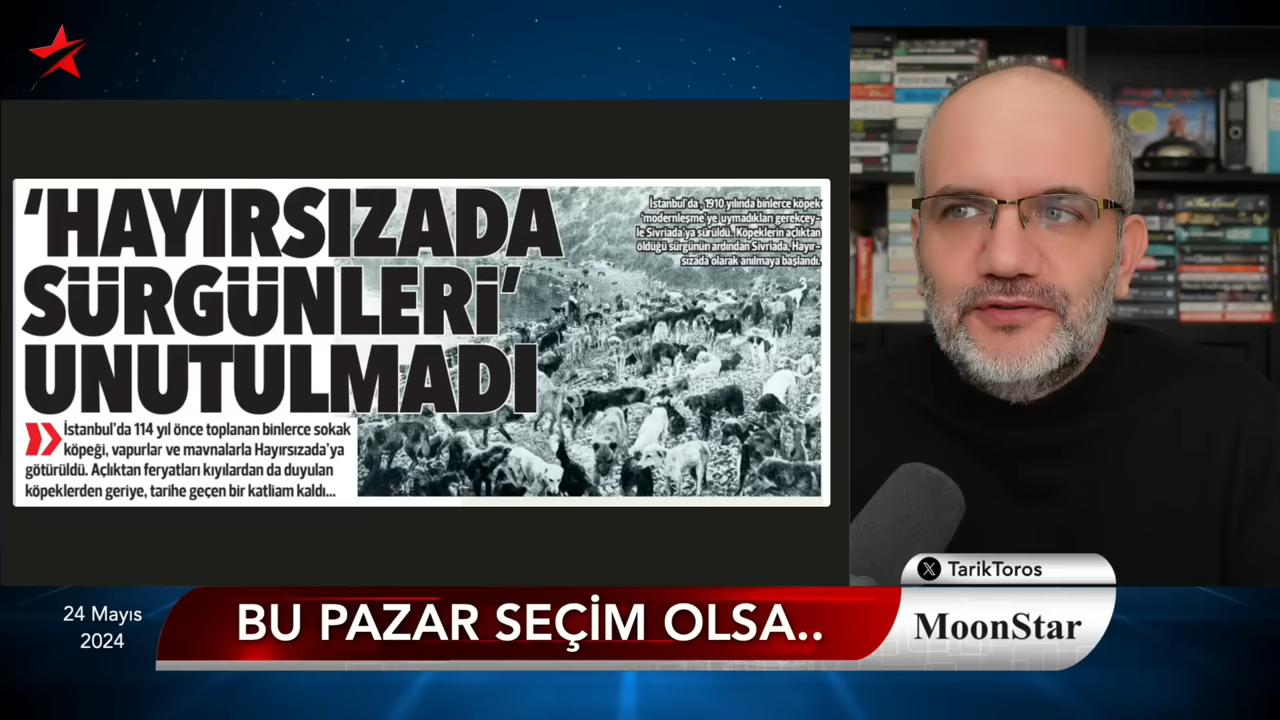 ‘HAYIRSIZADA
SÜRGÜNLERİ’
UNUTULMADI
İstanbul’da , 1910 yılında binlerce köpek
‘modernleşme’ye uymadıkları gerekçey-
le Sivriada’ya sürüldü. Köpeklerin açlıktan
öldüğü sürgünün ardından Sivriada, Hayır-
sızada olarak anılmaya başlandı.
İstanbul’da 114 yıl önce toplanan binlerce sokak
köpeği, vapurlar ve mavnalarla Hayırsızada’ya
götürüldü. Açlıktan feryatları kıyılardan da duyulan
köpeklerden geriye, tarihe geçen bir katliam kaldı...
X TarikToros
24 Mayıs
2024
BU PAZAR SEÇİM OLSA..
MoonStar